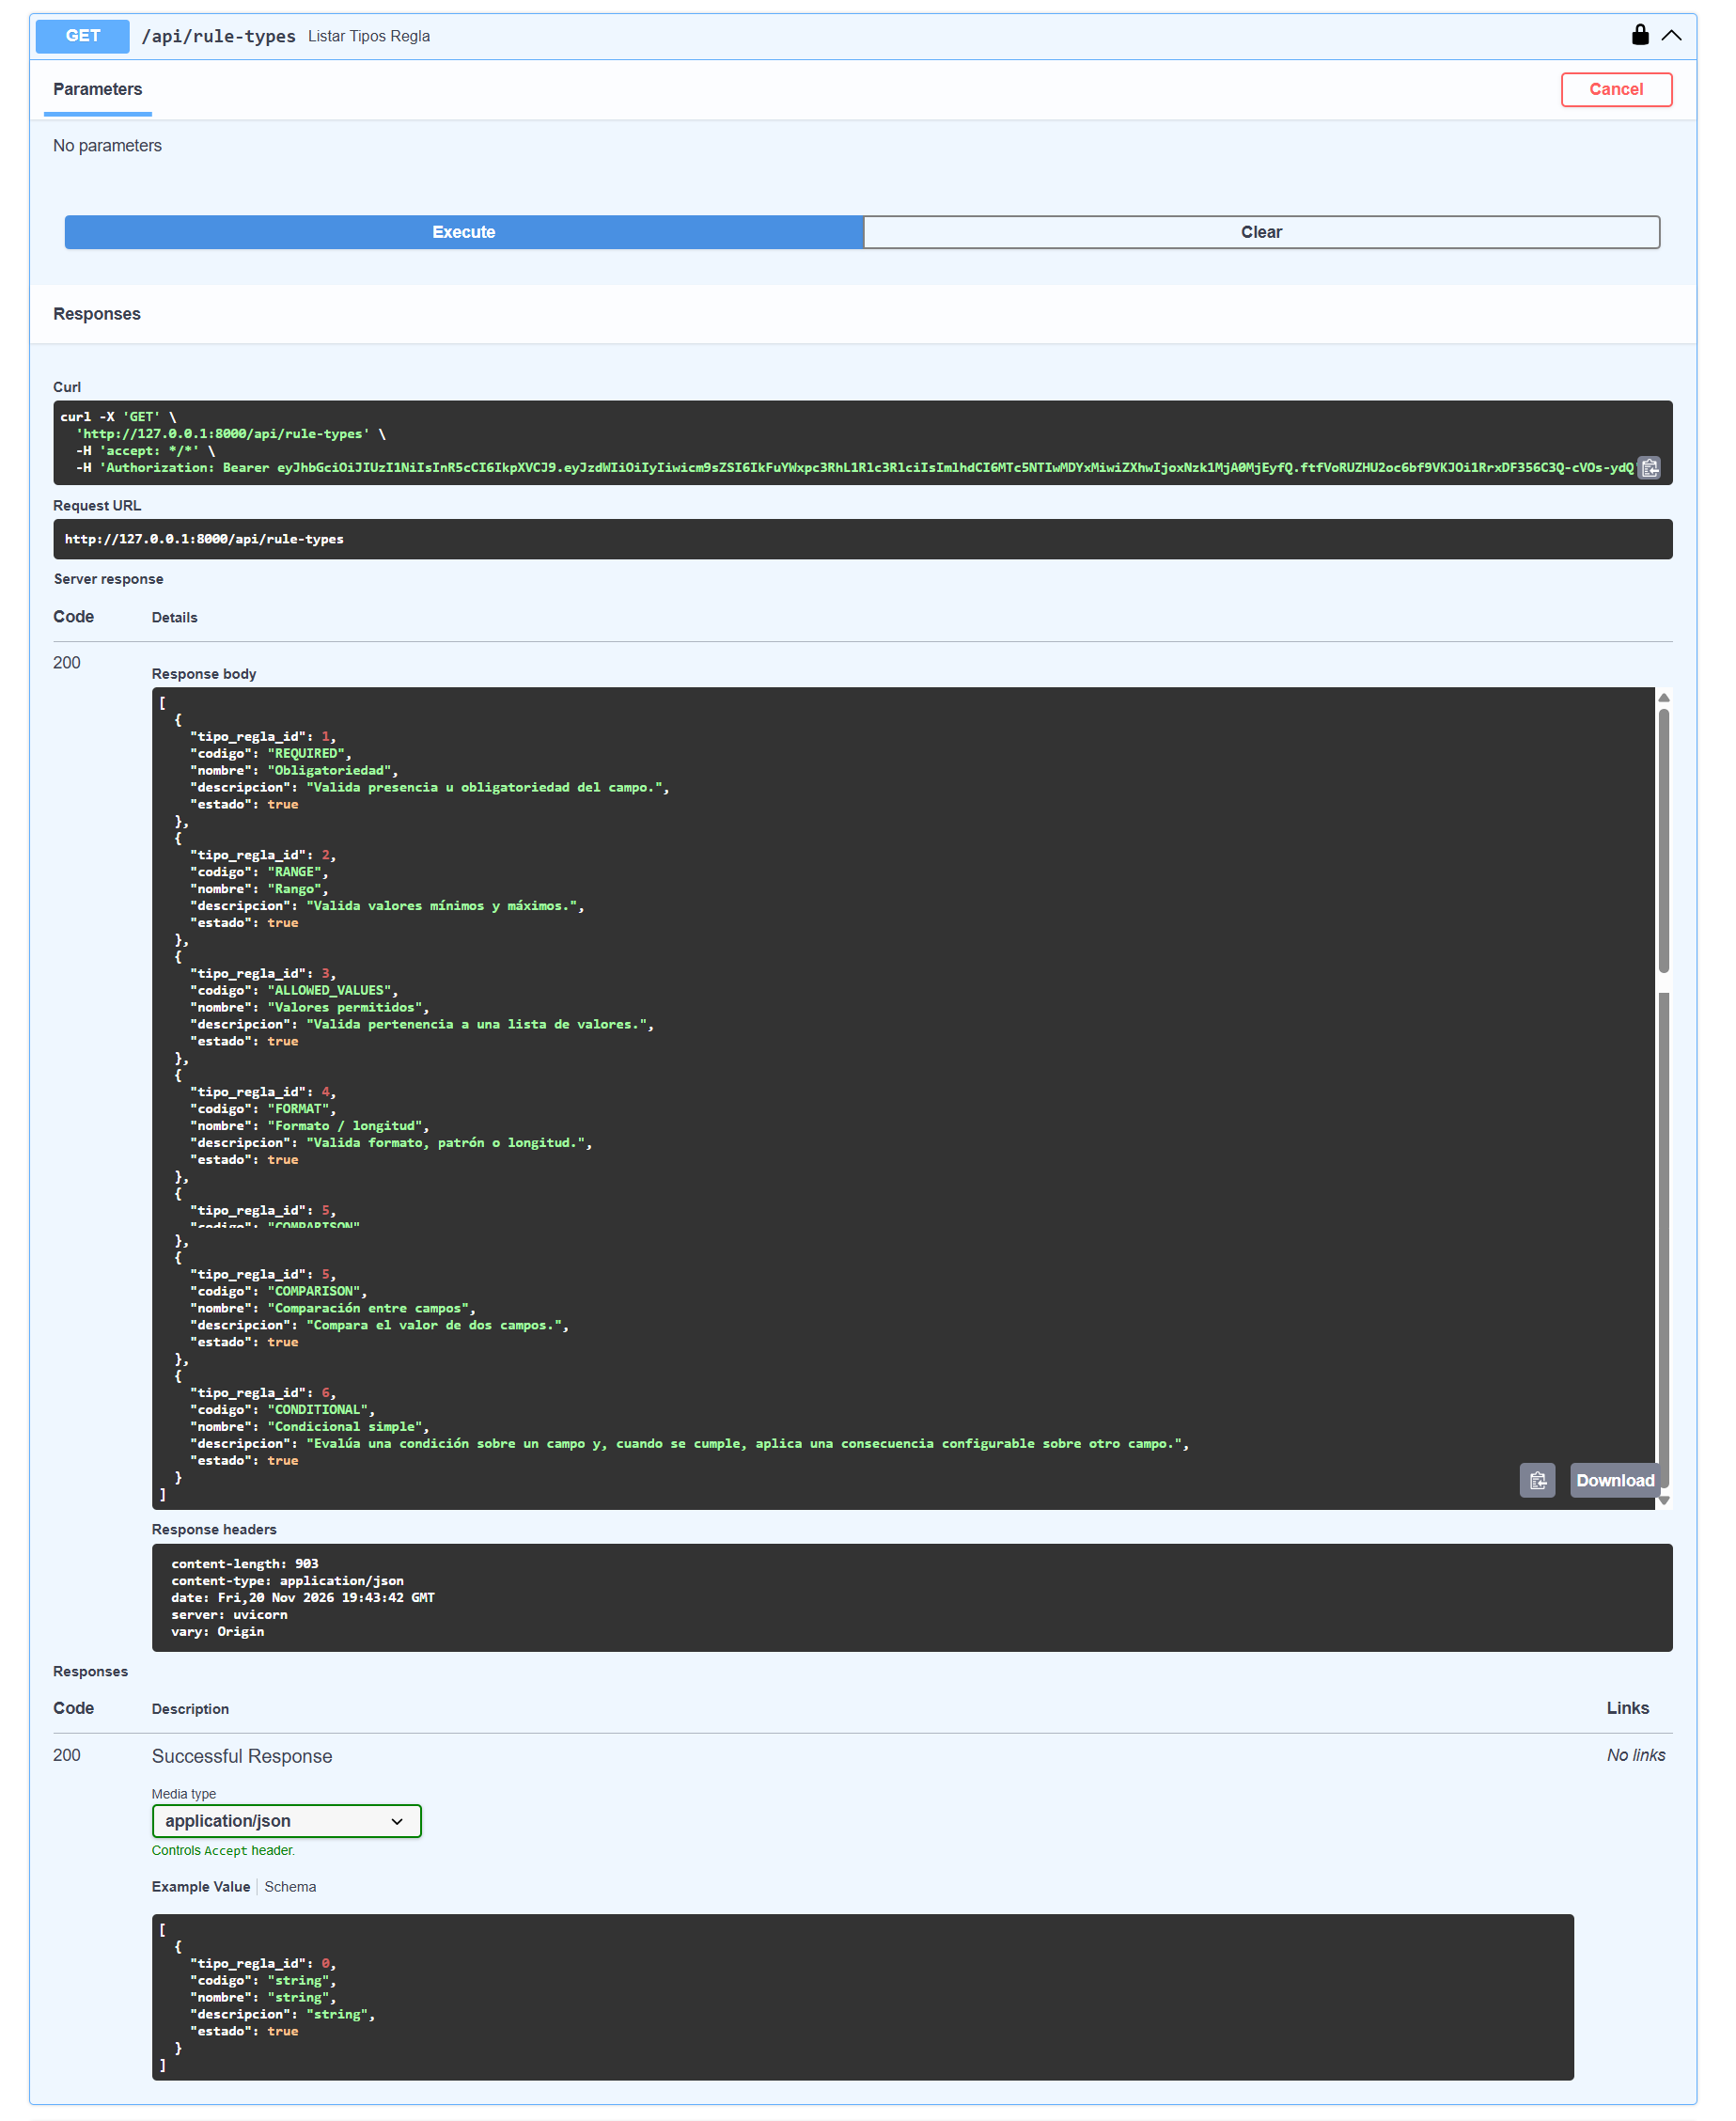 GET /api/rule-types Listar Tipos Regla
Parameters
Cancel
No parameters
Execute
Clear
Responses
Curl
curl -X 'GET' \
'http://127.0.0.1:8000/api/rule-types' \
-H 'accept: */*' \
-H 'Authorization: Bearer eyJhbGciOiJIUzI1NiIsInR5cCI6IkpXVCJ9.eyJzdWIiOiIyIiwicm9sZSI6IkFuYWxpc3RhL1R1c3R1ciIsImlhdCI6MTc5NTIwMDYxMiwiZXhwIjoxNzk1MjA0MjEyfQ.ftfVoRUZHU2oc6bf9VKJOi1RrxDF356C3Q-cVOs-ydQ'
Request URL
http://127.0.0.1:8000/api/rule-types
Server response
Code Details
200
Response body
[
{
"tipo_regla_id": 1,
"codigo": "REQUIRED",
"nombre": "Obligatoriedad",
"descripcion": "Valida presencia u obligatoriedad del campo.",
"estado": true
},
{
"tipo_regla_id": 2,
"codigo": "RANGE",
"nombre": "Rango",
"descripcion": "Valida valores mínimos y máximos.",
"estado": true
},
{
"tipo_regla_id": 3,
"codigo": "ALLOWED_VALUES",
"nombre": "Valores permitidos",
"descripcion": "Valida pertenencia a una lista de valores.",
"estado": true
},
{
"tipo_regla_id": 4,
"codigo": "FORMAT",
"nombre": "Formato / longitud",
"descripcion": "Valida formato, patrón o longitud.",
"estado": true
},
{
"tipo_regla_id": 5,
"codigo": "COMPARISON"
},
{
"tipo_regla_id": 5,
"codigo": "COMPARISON",
"nombre": "Comparación entre campos",
"descripcion": "Compara el valor de dos campos.",
"estado": true
},
{
"tipo_regla_id": 6,
"codigo": "CONDITIONAL",
"nombre": "Condicional simple",
"descripcion": "Evalúa una condición sobre un campo y, cuando se cumple, aplica una consecuencia configurable sobre otro campo.",
"estado": true
}
]
Download
Response headers
content-length: 903
content-type: application/json
date: Fri,20 Nov 2026 19:43:42 GMT
server: uvicorn
vary: Origin
Responses
Code Description Links
200 Successful Response No links
Media type
application/json
Controls Accept header.
Example Value Schema
[
{
"tipo_regla_id": 0,
"codigo": "string",
"nombre": "string",
"descripcion": "string",
"estado": true
}
]